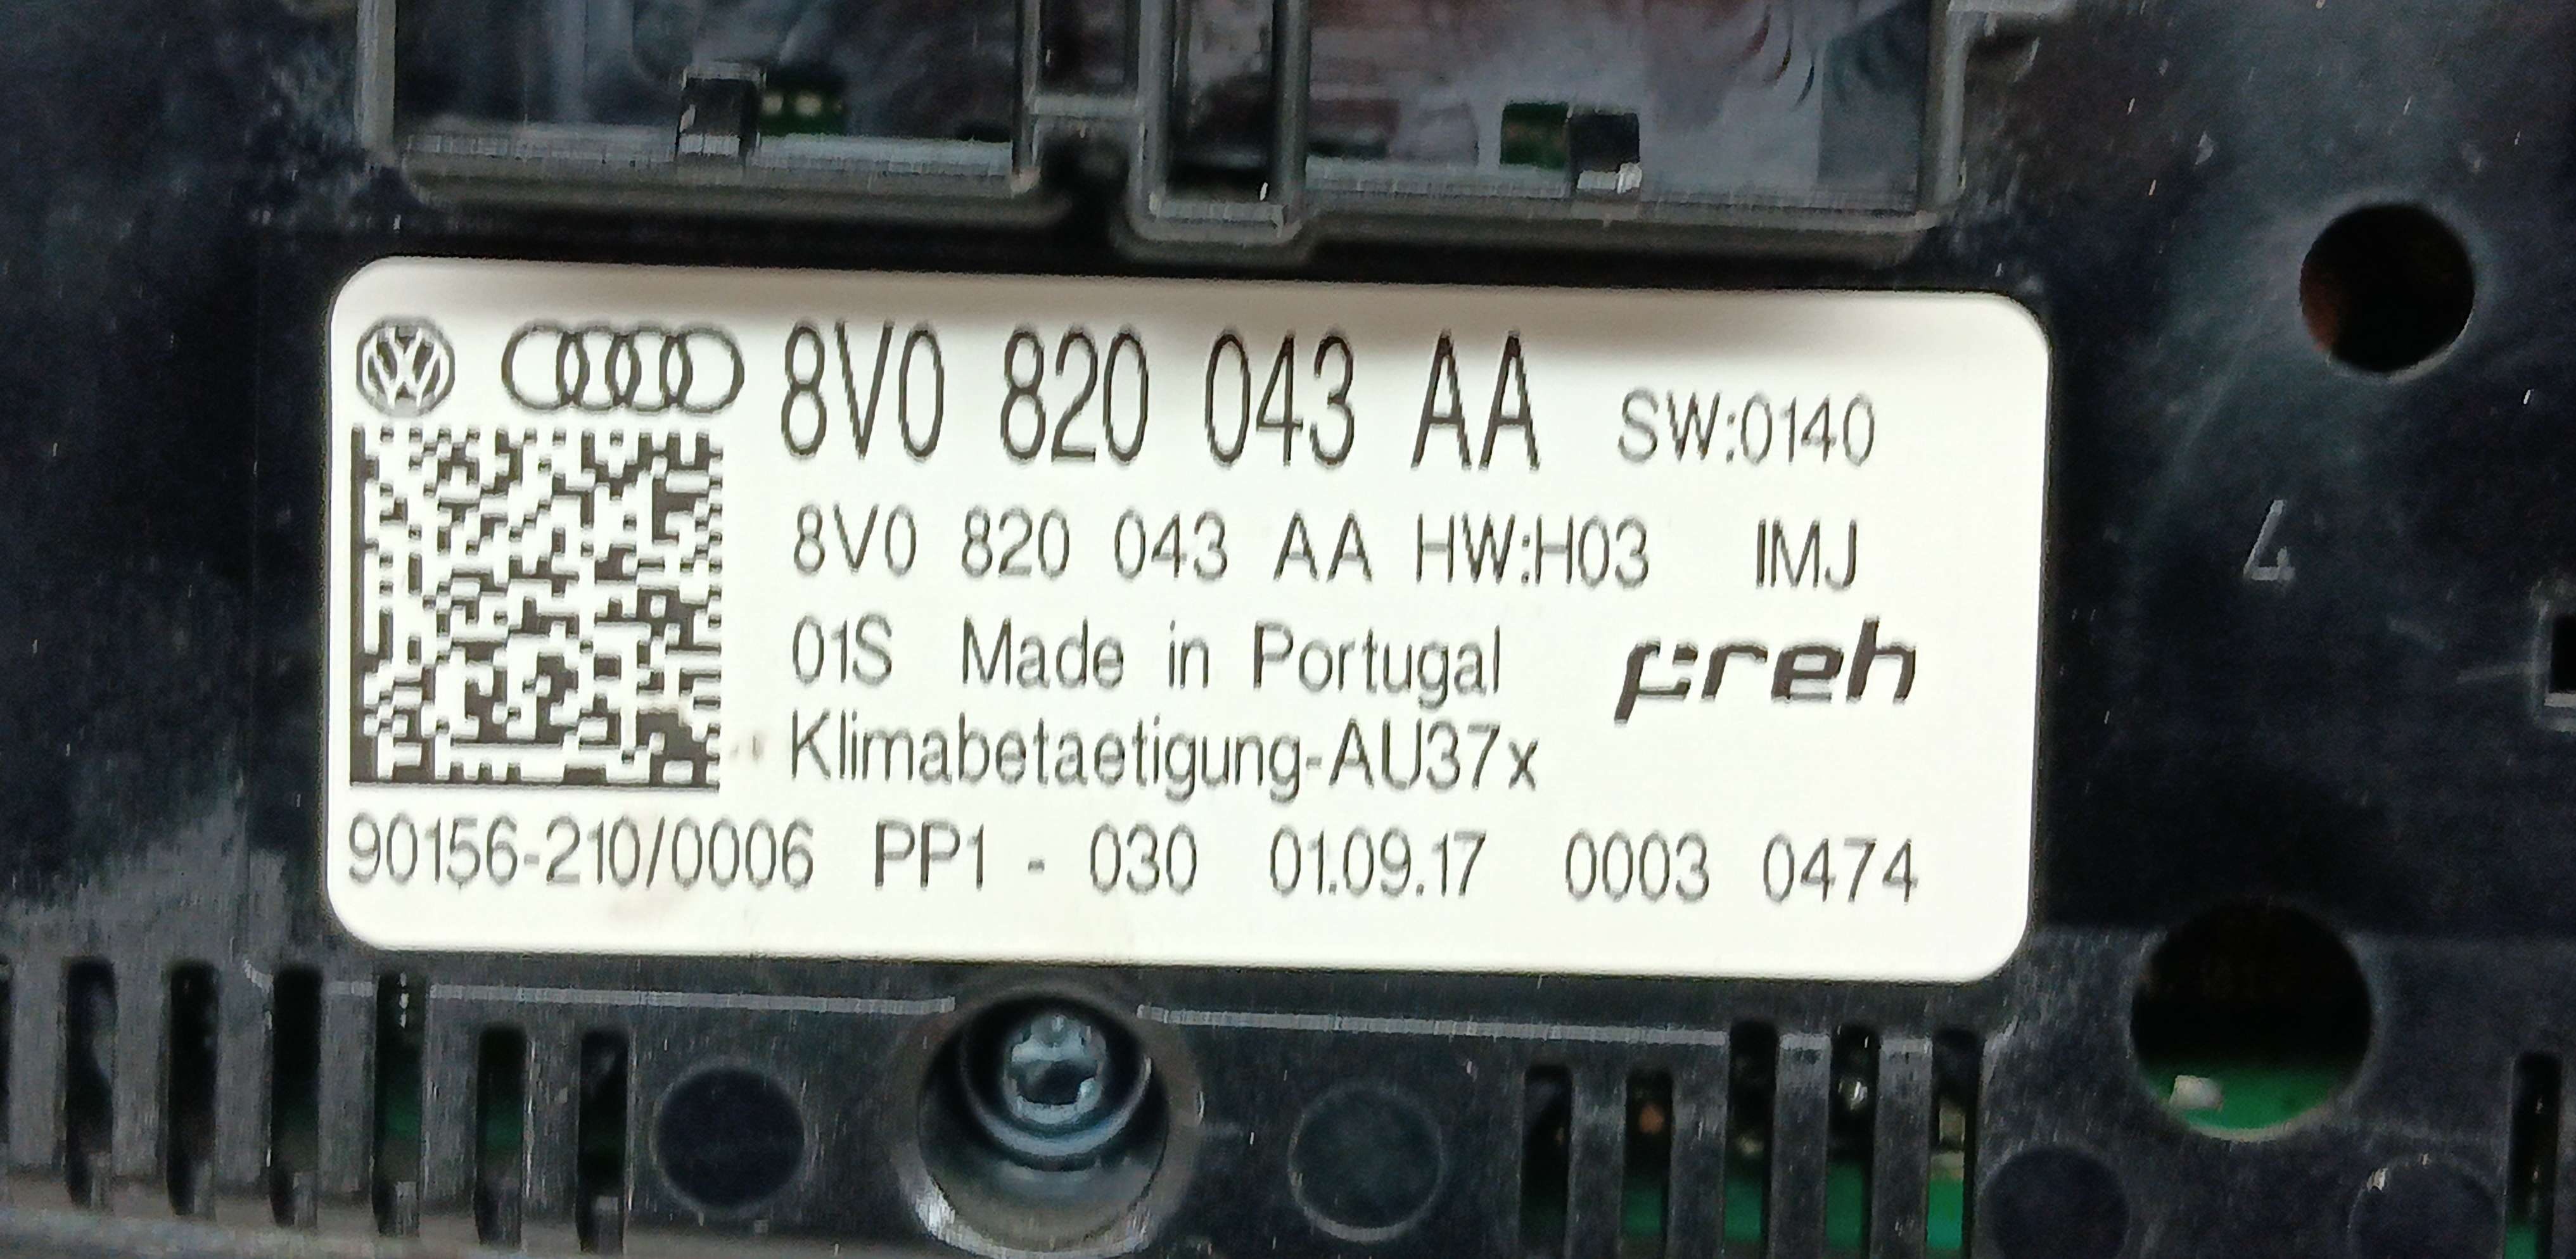 8V0 820 043 AA SW:0140
8V0 820 043 AA HW:H03 IMJ
01S Made in Portugal preh
Klimabetaetigung-AU37x
90156-210/0006 PP1 - 030 01.09.17 0003 0474
4